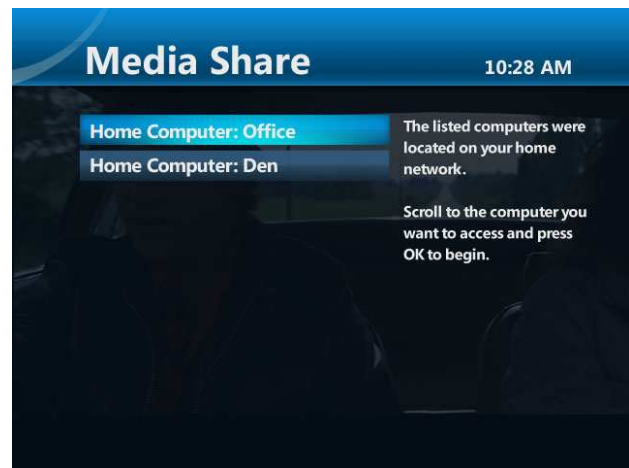 Media Share
10:28 AM
Home Computer: Office
Home Computer: Den
The listed computers were
located on your home
network.
Scroll to the computer you
want to access and press
OK to begin.